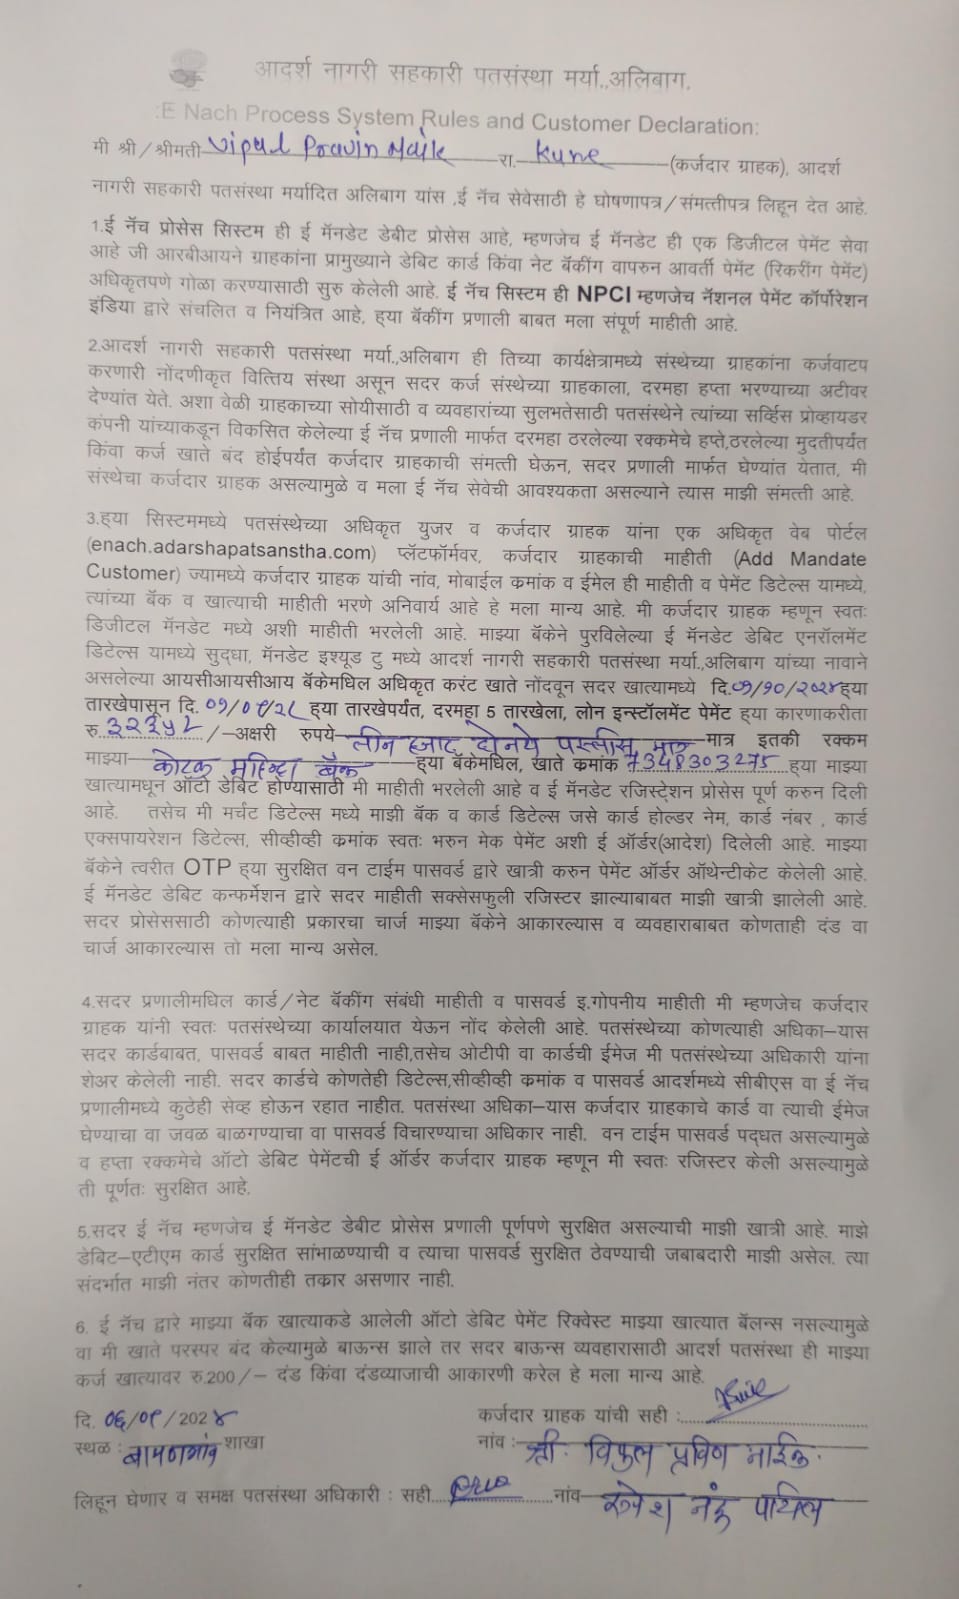 आदर्श नागरी सहकारी पतसंस्था मर्या.,अलिबाग.
:E Nach Process System Rules and Customer Declaration:
मी श्री/श्रीमती Vipul Pravin Naik रा. Kune (कर्जदार ग्राहक), आदर्श
नागरी सहकारी पतसंस्था मर्यादित अलिबाग यांस ,ई नॅच सेवेसाठी हे घोषणापत्र/संमत्तीपत्र लिहून देत आहे.
1.ई नॅच प्रोसेस सिस्टम ही ई मॅनडेट डेबीट प्रोसेस आहे, म्हणजेच ई मॅनडेट ही एक डिजीटल पेमेंट सेवा
आहे जी आरबीआयने ग्राहकांना प्रामुख्याने डेबिट कार्ड किंवा नेट बॅकींग वापरुन आवर्ती पेमेंट (रिकरींग पेमेंट)
अधिकृतपणे गोळा करण्यासाठी सुरु केलेली आहे. ई नॅच सिस्टम ही NPCI म्हणजेच नॅशनल पेमेंट कॉर्पोरेशन
इंडिया द्वारे संचलित व नियंत्रित आहे, ह्या बॅकींग प्रणाली बाबत मला संपूर्ण माहीती आहे.
2.आदर्श नागरी सहकारी पतसंस्था मर्या.,अलिबाग ही तिच्या कार्यक्षेत्रामध्ये संस्थेच्या ग्राहकांना कर्जवाटप
करणारी नोंदणीकृत वित्तिय संस्था असून सदर कर्ज संस्थेच्या ग्राहकाला, दरमहा हप्ता भरण्याच्या अटीवर
देण्यांत येते. अशा वेळी ग्राहकाच्या सोयीसाठी व व्यवहारांच्या सुलभतेसाठी पतसंस्थेने त्यांच्या सर्व्हिस प्रोव्हायडर
कंपनी यांच्याकडून विकसित केलेल्या ई नॅच प्रणाली मार्फत दरमहा ठरलेल्या रक्कमेचे हप्ते,ठरलेल्या मुदतीपर्यंत
किंवा कर्ज खाते बंद होईपर्यंत कर्जदार ग्राहकाची संमत्ती घेऊन, सदर प्रणाली मार्फत घेण्यांत येतात, मी
संस्थेचा कर्जदार ग्राहक असल्यामुळे व मला ई नॅच सेवेची आवश्यकता असल्याने त्यास माझी संमत्ती आहे.
3.ह्या सिस्टममध्ये पतसंस्थेच्या अधिकृत युजर व कर्जदार ग्राहक यांना एक अधिकृत वेब पोर्टल
(enach.adarshapatsanstha.com) प्लॅटफॉर्मवर, कर्जदार ग्राहकाची माहीती (Add Mandate
Customer) ज्यामध्ये कर्जदार ग्राहक यांची नांव, मोबाईल क्रमांक व ईमेल ही माहीती व पेमेंट डिटेल्स यामध्ये,
त्यांच्या बॅक व खात्याची माहीती भरणे अनिवार्य आहे हे मला मान्य आहे. मी कर्जदार ग्राहक म्हणून स्वतः
डिजीटल मॅनडेट मध्ये अशी माहीती भरलेली आहे. माझ्या बॅकेने पुरविलेल्या ई मॅनडेट डेबिट एनरॉलमेंट
डिटेल्स यामध्ये सुद्धा, मॅनडेट इश्यूड टु मध्ये आदर्श नागरी सहकारी पतसंस्था मर्या.,अलिबाग यांच्या नावाने
असलेल्या आयसीआयसीआय बॅकेमधिल अधिकृत करंट खाते नोंदवून सदर खात्यामध्ये दि.०५/१०/२०२४ह्या
तारखेपासून दि. ०५/०९/२८ ह्या तारखेपर्यंत, दरमहा 5 तारखेला, लोन इन्स्टॉलमेंट पेमेंट ह्या कारणाकरीता
रु. /-अक्षरी रुपये मात्र मात्र इतकी रक्कम
माझ्या कोटक महिन्द्रा बँक ह्या बॅकेमधिल, खाते क्रमांक 7348303275 ह्या माझ्या
खात्यामधून ऑटो डेबिट होण्यासाठी मी माहीती भरलेली आहे व ई मॅनडेट रजिस्ट्रेशन प्रोसेस पूर्ण करुन दिली
आहे. तसेच मी मर्चंट डिटेल्स मध्ये माझी बॅक व कार्ड डिटेल्स जसे कार्ड होल्डर नेम, कार्ड नंबर , कार्ड
एक्सपायरेशन डिटेल्स, सीव्हीव्ही क्रमांक स्वतः भरुन मेक पेमेंट अशी ई ऑर्डर(आदेश) दिलेली आहे. माझ्या
बॅकेने त्वरीत OTP ह्या सुरक्षित वन टाईम पासवर्ड द्वारे खात्री करुन पेमेंट ऑर्डर ऑथेन्टीकेट केलेली आहे.
ई मॅनडेट डेबिट कन्फर्मेशन द्वारे सदर माहीती सक्सेसफुली रजिस्टर झाल्याबाबत माझी खात्री झालेली आहे.
सदर प्रोसेससाठी कोणत्याही प्रकारचा चार्ज माझ्या बॅकेने आकारल्यास व व्यवहाराबाबत कोणताही दंड वा
चार्ज आकारल्यास तो मला मान्य असेल.
4.सदर प्रणालीमधिल कार्ड/नेट बॅकींग संबंधी माहीती व पासवर्ड इ.गोपनीय माहीती मी म्हणजेच कर्जदार
ग्राहक यांनी स्वतः पतसंस्थेच्या कार्यालयात येऊन नोंद केलेली आहे. पतसंस्थेच्या कोणत्याही अधिका-यास
सदर कार्डबाबत, पासवर्ड बाबत माहीती नाही,तसेच ओटीपी वा कार्डची ईमेज मी पतसंस्थेच्या अधिकारी यांना
शेअर केलेली नाही. सदर कार्डचे कोणतेही डिटेल्स,सीव्हीव्ही क्रमांक व पासवर्ड आदर्शमध्ये सीबीएस वा ई नॅच
प्रणालीमध्ये कुठेही सेव्ह होऊन रहात नाहीत. पतसंस्था अधिका-यास कर्जदार ग्राहकाचे कार्ड वा त्याची ईमेज
घेण्याचा वा जवळ बाळगण्याचा वा पासवर्ड विचारण्याचा अधिकार नाही. वन टाईम पासवर्ड पद्धत असल्यामुळे
व हप्ता रक्कमेचे ऑटो डेबिट पेमेंटची ई ऑर्डर कर्जदार ग्राहक म्हणून मी स्वतः रजिस्टर केली असल्यामुळे
ती पूर्णतः सुरक्षित आहे.
5.सदर ई नॅच म्हणजेच ई मॅनडेट डेबीट प्रोसेस प्रणाली पूर्णपणे सुरक्षित असल्याची माझी खात्री आहे. माझे
डेबिट-एटीएम कार्ड सुरक्षित सांभाळण्याची व त्याचा पासवर्ड सुरक्षित ठेवण्याची जबाबदारी माझी असेल. त्या
संदर्भात माझी नंतर कोणतीही तक्रार असणार नाही.
6. ई नॅच द्वारे माझ्या बॅक खात्याकडे आलेली ऑटो डेबिट पेमेंट रिक्वेस्ट माझ्या खात्यात बॅलन्स नसल्यामुळे
वा मी खाते परस्पर बंद केल्यामुळे बाऊन्स झाले तर सदर बाऊन्स व्यवहारासाठी आदर्श पतसंस्था ही माझ्या
कर्ज खात्यावर रु.200/- दंड किंवा दंडव्याजाची आकारणी करेल हे मला मान्य आहे.
दि. ०६/०९/202४ कर्जदार ग्राहक यांची सही :
स्थळ : बामणगांव शाखा नांव :- श्री. विपुल प्रविण नाईक.
लिहून घेणार व समक्ष पतसंस्था अधिकारी : सही नांव- नंदू पाटील